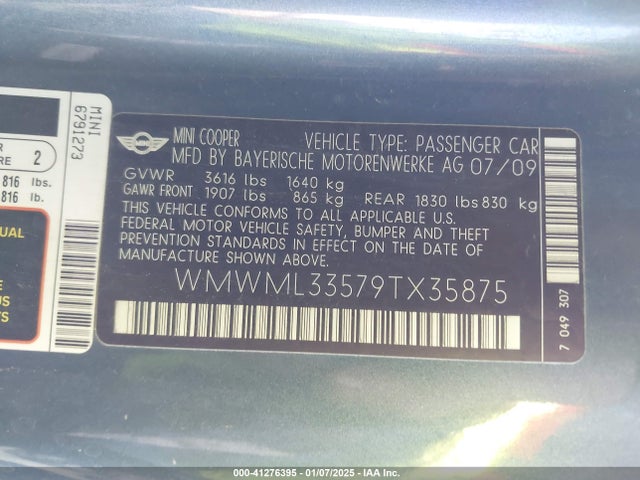 MINI
6791273
R
RE 2
816 lbs.
816 lb.
UAL
US
TS
MINI
MINI COOPER VEHICLE TYPE: PASSENGER CAR
MFD BY BAYERISCHE MOTORENWERKE AG 07/09
GVWR 3616 lbs 1640 kg
GAWR FRONT 1907 lbs 865 kg REAR 1830 lbs 830 kg
THIS VEHICLE CONFORMS TO ALL APPLICABLE U.S.
FEDERAL MOTOR VEHICLE SAFETY, BUMPER AND THEFT
PREVENTION STANDARDS IN EFFECT ON THE DATE
OF MANUFACTURE SHOWN ABOVE.
WMWML33579TX35875
7 049 307
000-41276395 - 01/07/2025 - IAA Inc.